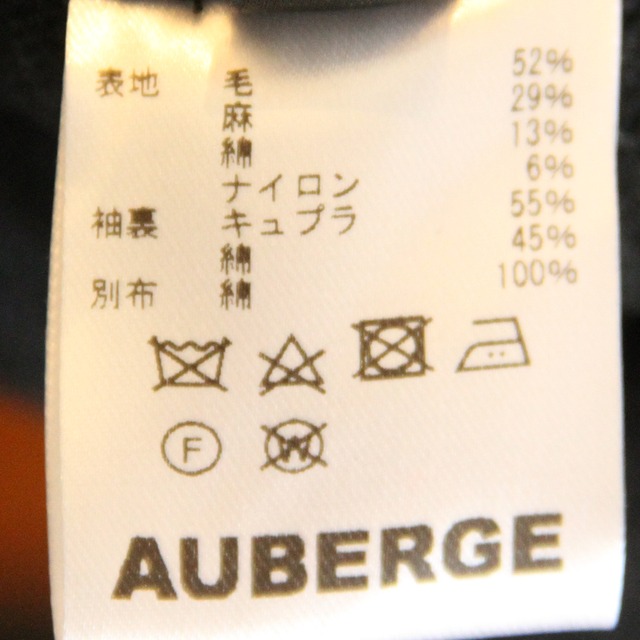 表地 毛 52%
麻 29%
綿 13%
ナイロン 6%
袖裏 キュプラ 55%
綿 45%
別布 綿 100%
F W
AUBERGE